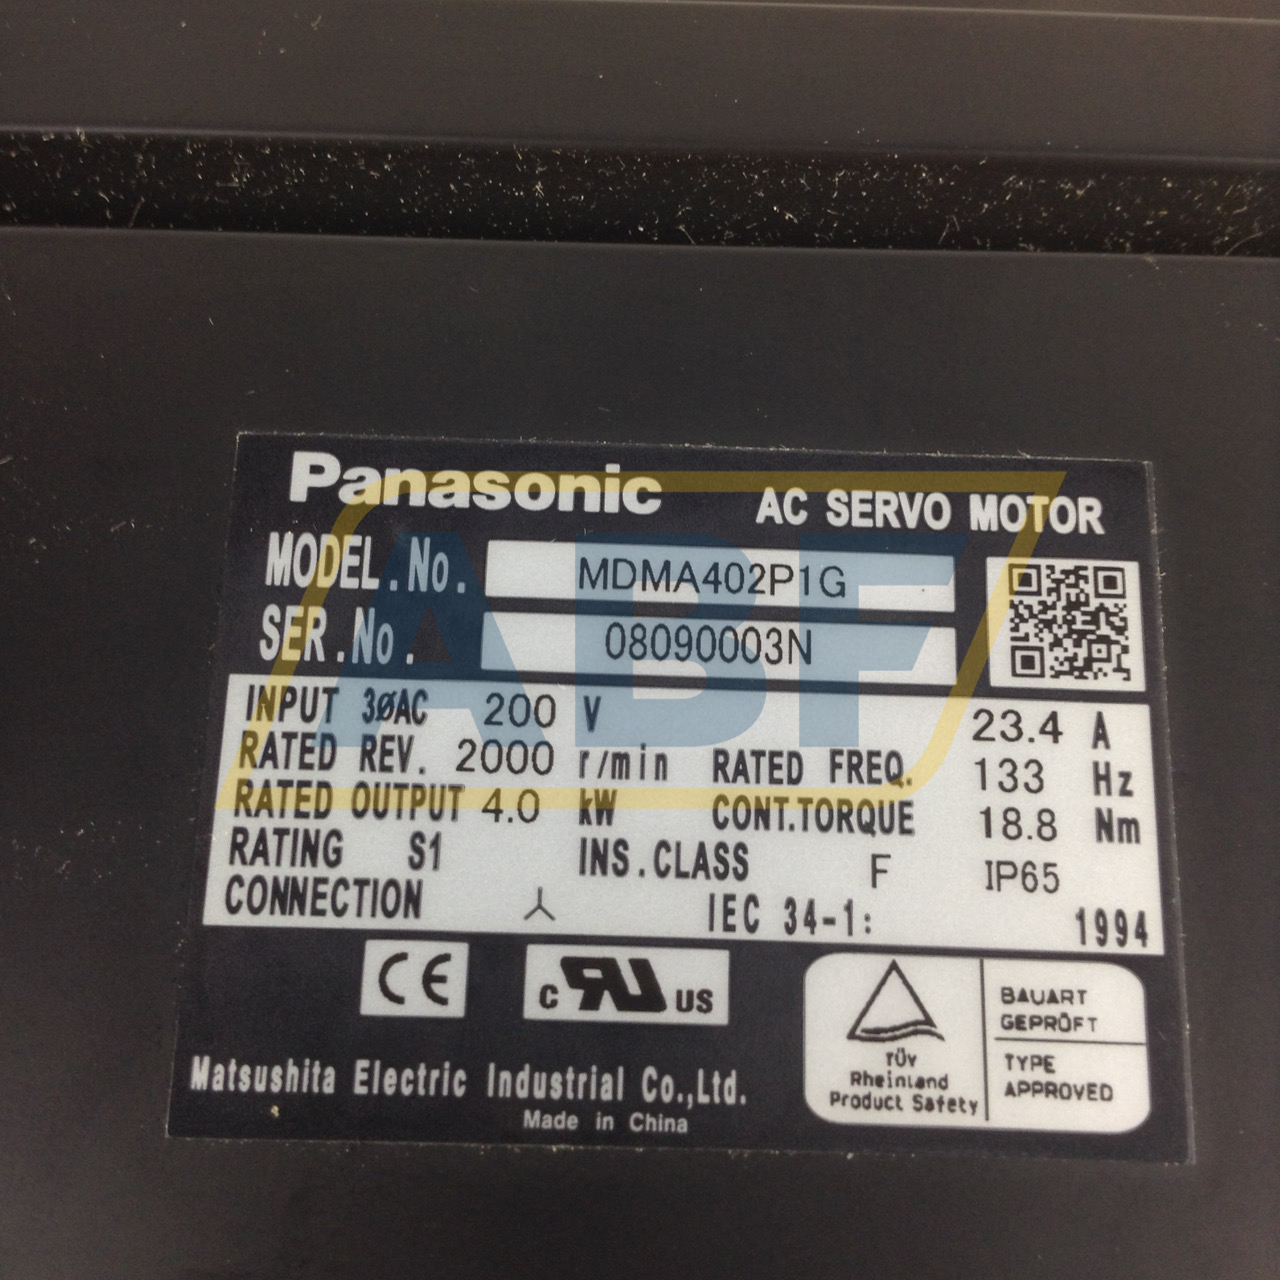 Panasonic AC SERVO MOTOR
MODEL.No. MDMA402P1G
SER.No. 08090003N
INPUT 3øAC 200 V 23.4 A
RATED REV. 2000 r/min RATED FREQ. 133 Hz
RATED OUTPUT 4.0 kW CONT.TORQUE 18.8 Nm
RATING S1 INS.CLASS F IP65
CONNECTION IEC 34-1: 1994
CE
c RU US
Matsushita Electric Industrial Co.,Ltd.
Made in China
TÜV
Rheinland
Product Safety
BAUART
GEPRÜFT
TYPE
APPROVED
ABF